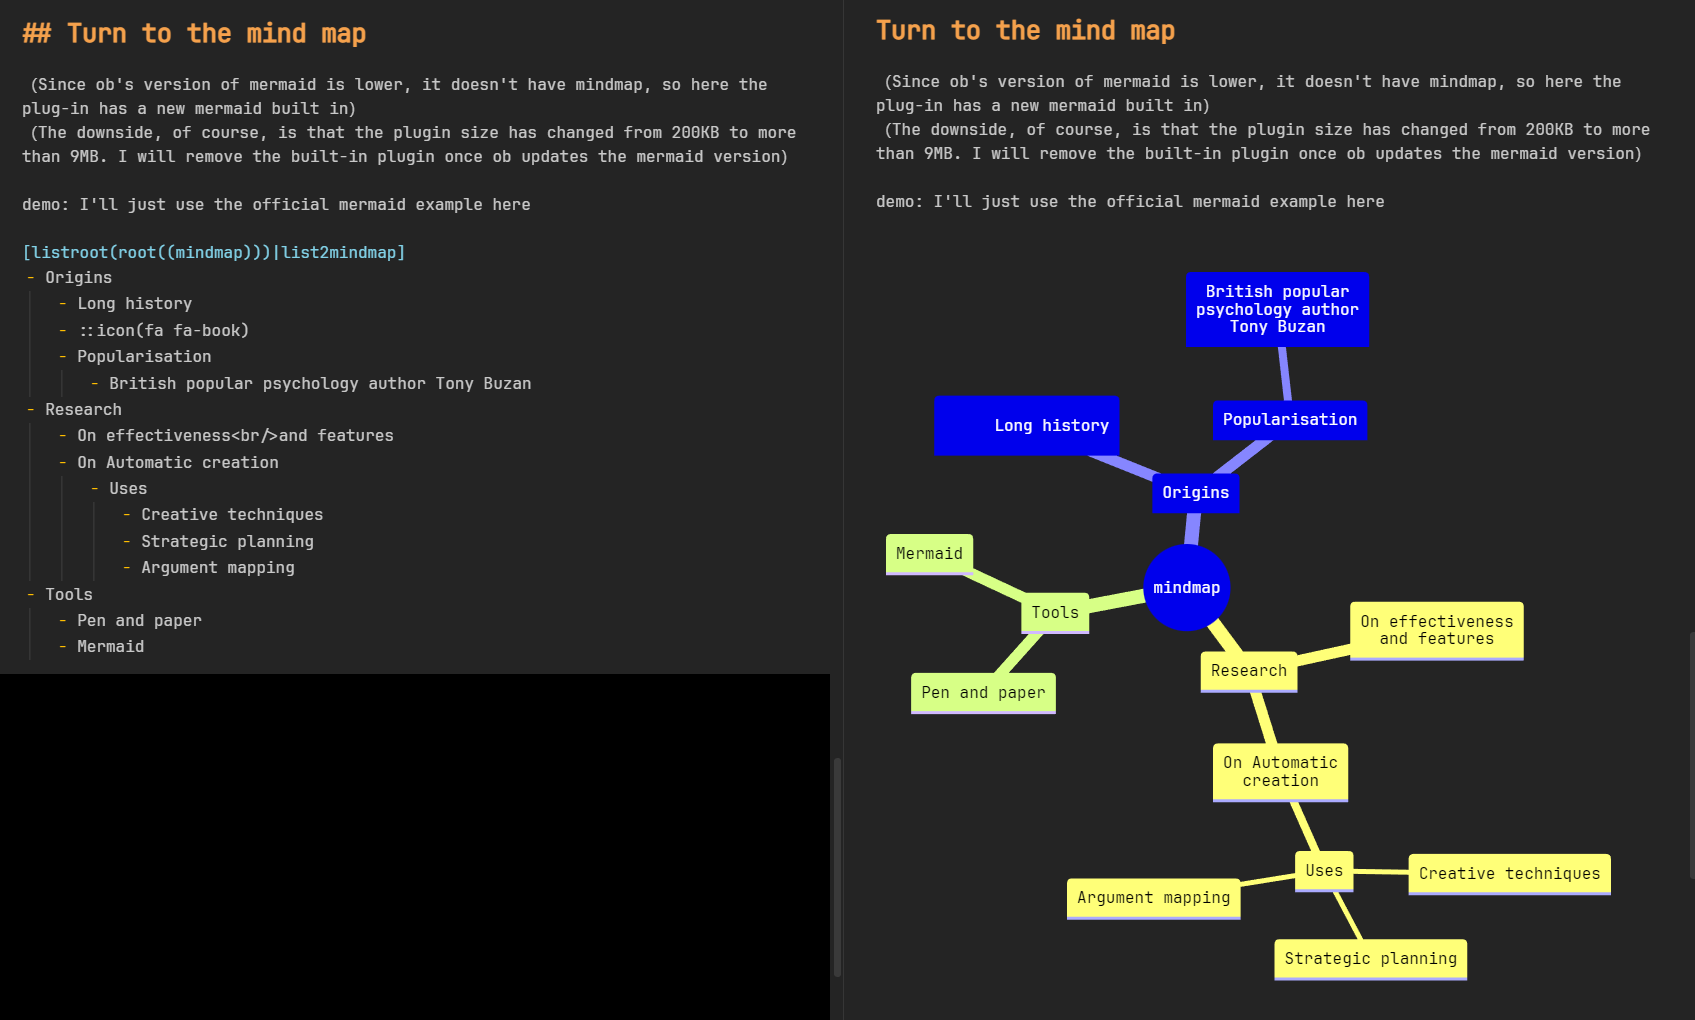 ## Turn to the mind map
(Since ob's version of mermaid is lower, it doesn't have mindmap, so here the
plug-in has a new mermaid built in)
(The downside, of course, is that the plugin size has changed from 200KB to more
than 9MB. I will remove the built-in plugin once ob updates the mermaid version)
demo: I'll just use the official mermaid example here
[listroot(root((mindmap)))|list2mindmap]
- Origins
- Long history
- ::icon(fa fa-book)
- Popularisation
- British popular psychology author Tony Buzan
- Research
- On effectiveness<br/>and features
- On Automatic creation
- Uses
- Creative techniques
- Strategic planning
- Argument mapping
- Tools
- Pen and paper
- Mermaid
Turn to the mind map
(Since ob's version of mermaid is lower, it doesn't have mindmap, so here the
plug-in has a new mermaid built in)
(The downside, of course, is that the plugin size has changed from 200KB to more
than 9MB. I will remove the built-in plugin once ob updates the mermaid version)
demo: I'll just use the official mermaid example here
British popular
psychology author
Tony Buzan
Long history
Popularisation
Origins
Mermaid
mindmap
Tools
On effectiveness
and features
Research
Pen and paper
On Automatic
creation
Uses
Creative techniques
Argument mapping
Strategic planning